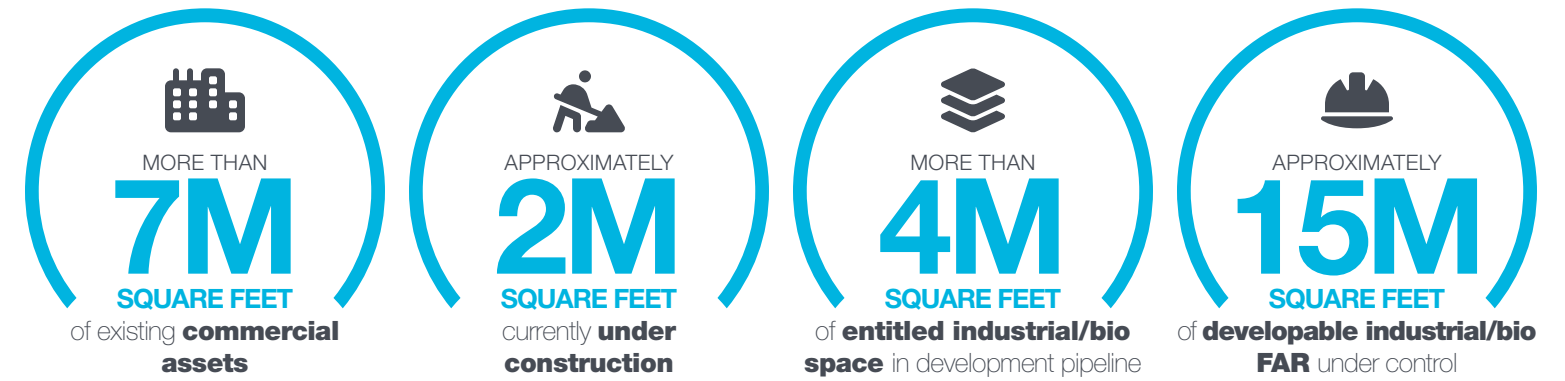 MORE THAN
7M
SQUARE FEET
of existing commercial
assets
APPROXIMATELY
2M
SQUARE FEET
currently under
construction
MORE THAN
4M
SQUARE FEET
of entitled industrial/bio
space in development pipeline
APPROXIMATELY
15M
SQUARE FEET
of developable industrial/bio
FAR under control